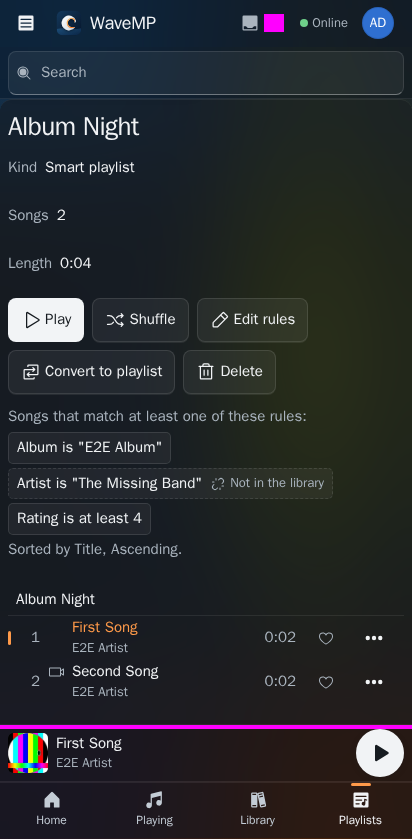 WaveMP
Online
AD
Search
Album Night
Kind Smart playlist
Songs 2
Length 0:04
Play
Shuffle
Edit rules
Convert to playlist
Delete
Songs that match at least one of these rules:
Album is "E2E Album"
Artist is "The Missing Band" Not in the library
Rating is at least 4
Sorted by Title, Ascending.
Album Night
1 First Song 0:02
E2E Artist
2 Second Song 0:02
E2E Artist
First Song
E2E Artist
Home Playing Library Playlists